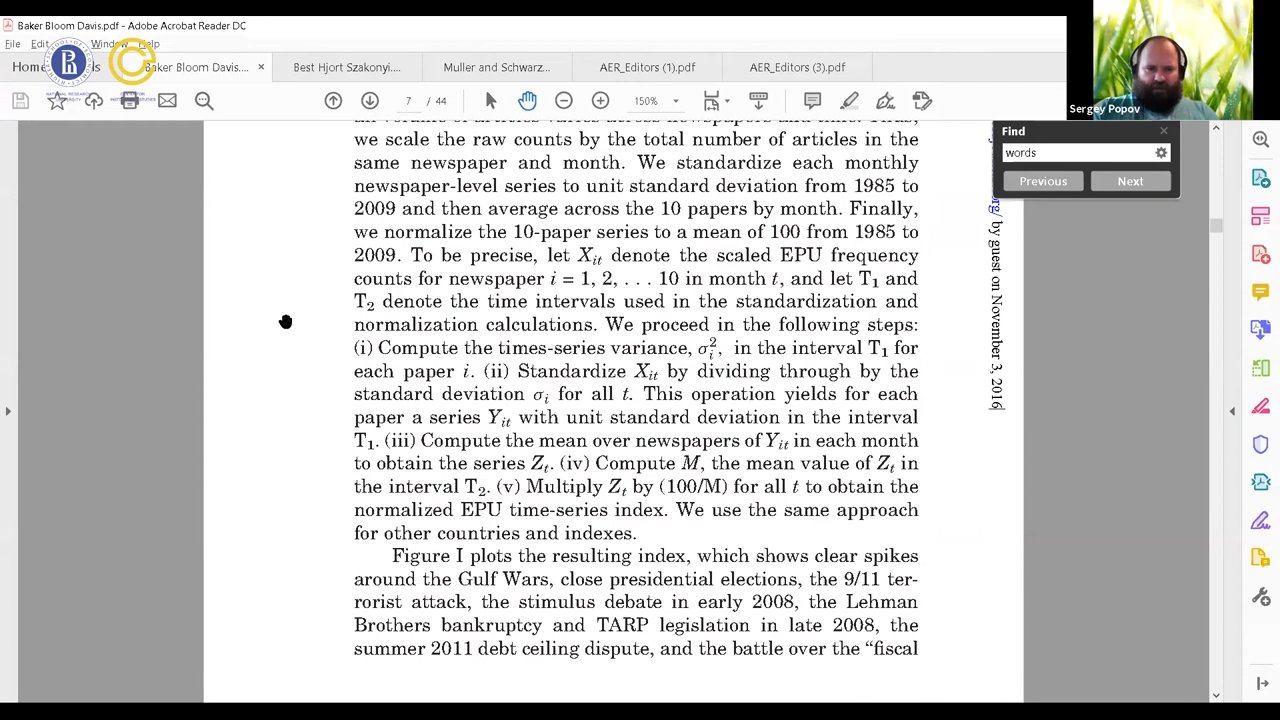 Baker Bloom Davis.pdf - Adobe Acrobat Reader DC
File Edit Window Help
Home Baker Bloom Davis.... × Best Hjort Szakonyi.... Muller and Schwarz... AER_Editors (1).pdf AER_Editors (3).pdf
7 / 44 150%
Sergey Popov
Find
words
Previous Next
we scale the raw counts by the total number of articles in the
same newspaper and month. We standardize each monthly
newspaper-level series to unit standard deviation from 1985 to
2009 and then average across the 10 papers by month. Finally,
we normalize the 10-paper series to a mean of 100 from 1985 to
2009. To be precise, let Xit denote the scaled EPU frequency
counts for newspaper i = 1, 2, . . . 10 in month t, and let T1 and
T2 denote the time intervals used in the standardization and
normalization calculations. We proceed in the following steps:
(i) Compute the times-series variance, σi², in the interval T1 for
each paper i. (ii) Standardize Xit by dividing through by the
standard deviation σi for all t. This operation yields for each
paper a series Yit with unit standard deviation in the interval
T1. (iii) Compute the mean over newspapers of Yit in each month
to obtain the series Zt. (iv) Compute M, the mean value of Zt in
the interval T2. (v) Multiply Zt by (100/M) for all t to obtain the
normalized EPU time-series index. We use the same approach
for other countries and indexes.
Figure I plots the resulting index, which shows clear spikes
around the Gulf Wars, close presidential elections, the 9/11 ter-
rorist attack, the stimulus debate in early 2008, the Lehman
Brothers bankruptcy and TARP legislation in late 2008, the
summer 2011 debt ceiling dispute, and the battle over the “fiscal
org/ by guest on November 3, 2016